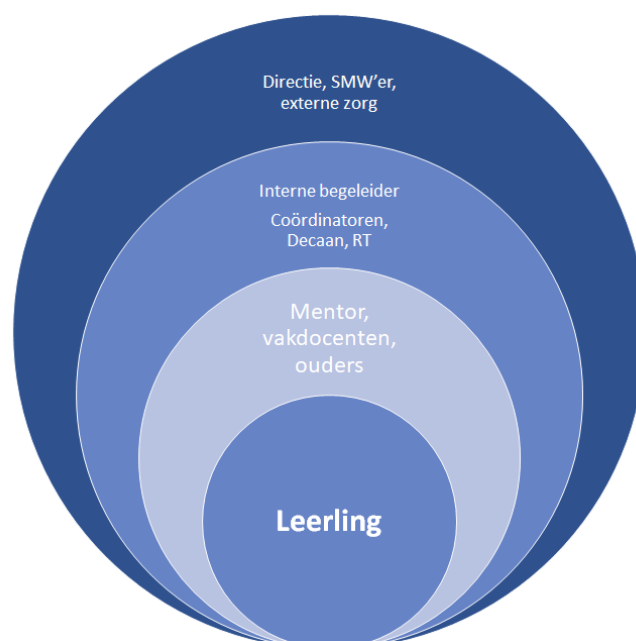 Directie, SMW'er,
externe zorg
Interne begeleider
Coördinatoren,
Decaan, RT
Mentor,
vakdocenten,
ouders
Leerling